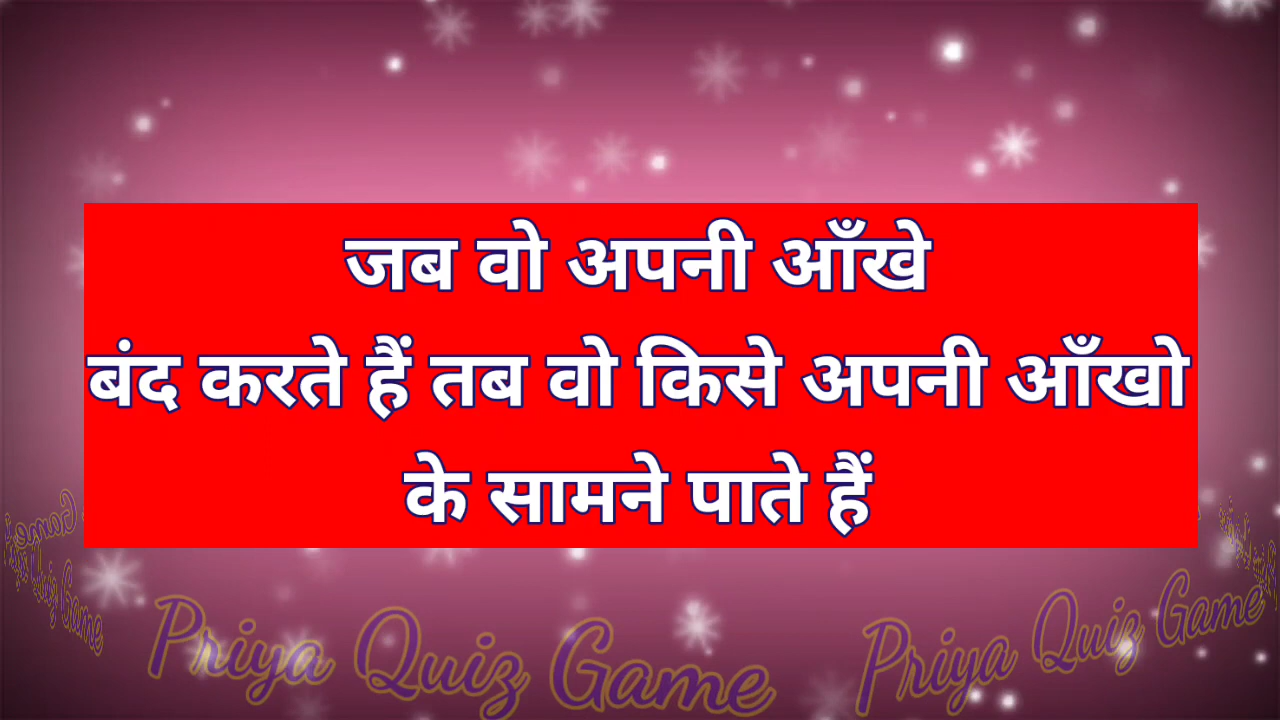 जब वो अपनी आँखे
बंद करते हैं तब वो किसे अपनी आँखो
के सामने पाते हैं
Priya Quiz Game
Priya Quiz Game